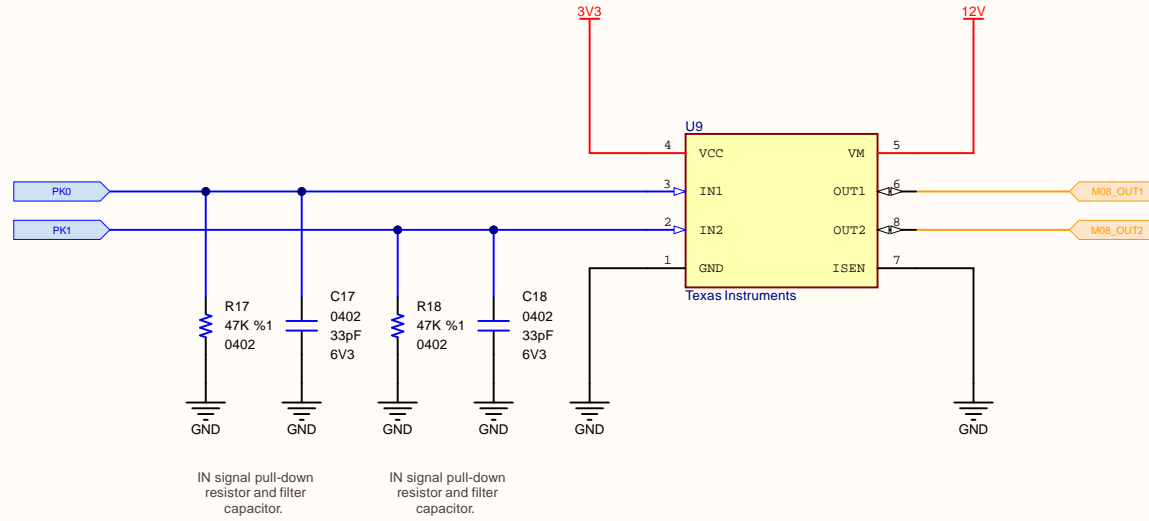 3V3
12V
U9
4
VCC
VM
5
PK0
3
IN1
OUT1
6
M08_OUT1
PK1
2
IN2
OUT2
8
M08_OUT2
1
GND
ISEN
7
Texas Instruments
R17
47K %1
0402
C17
0402
33pF
6V3
R18
47K %1
0402
C18
0402
33pF
6V3
GND
GND
GND
GND
GND
GND
IN signal pull-down
resistor and filter
capacitor.
IN signal pull-down
resistor and filter
capacitor.